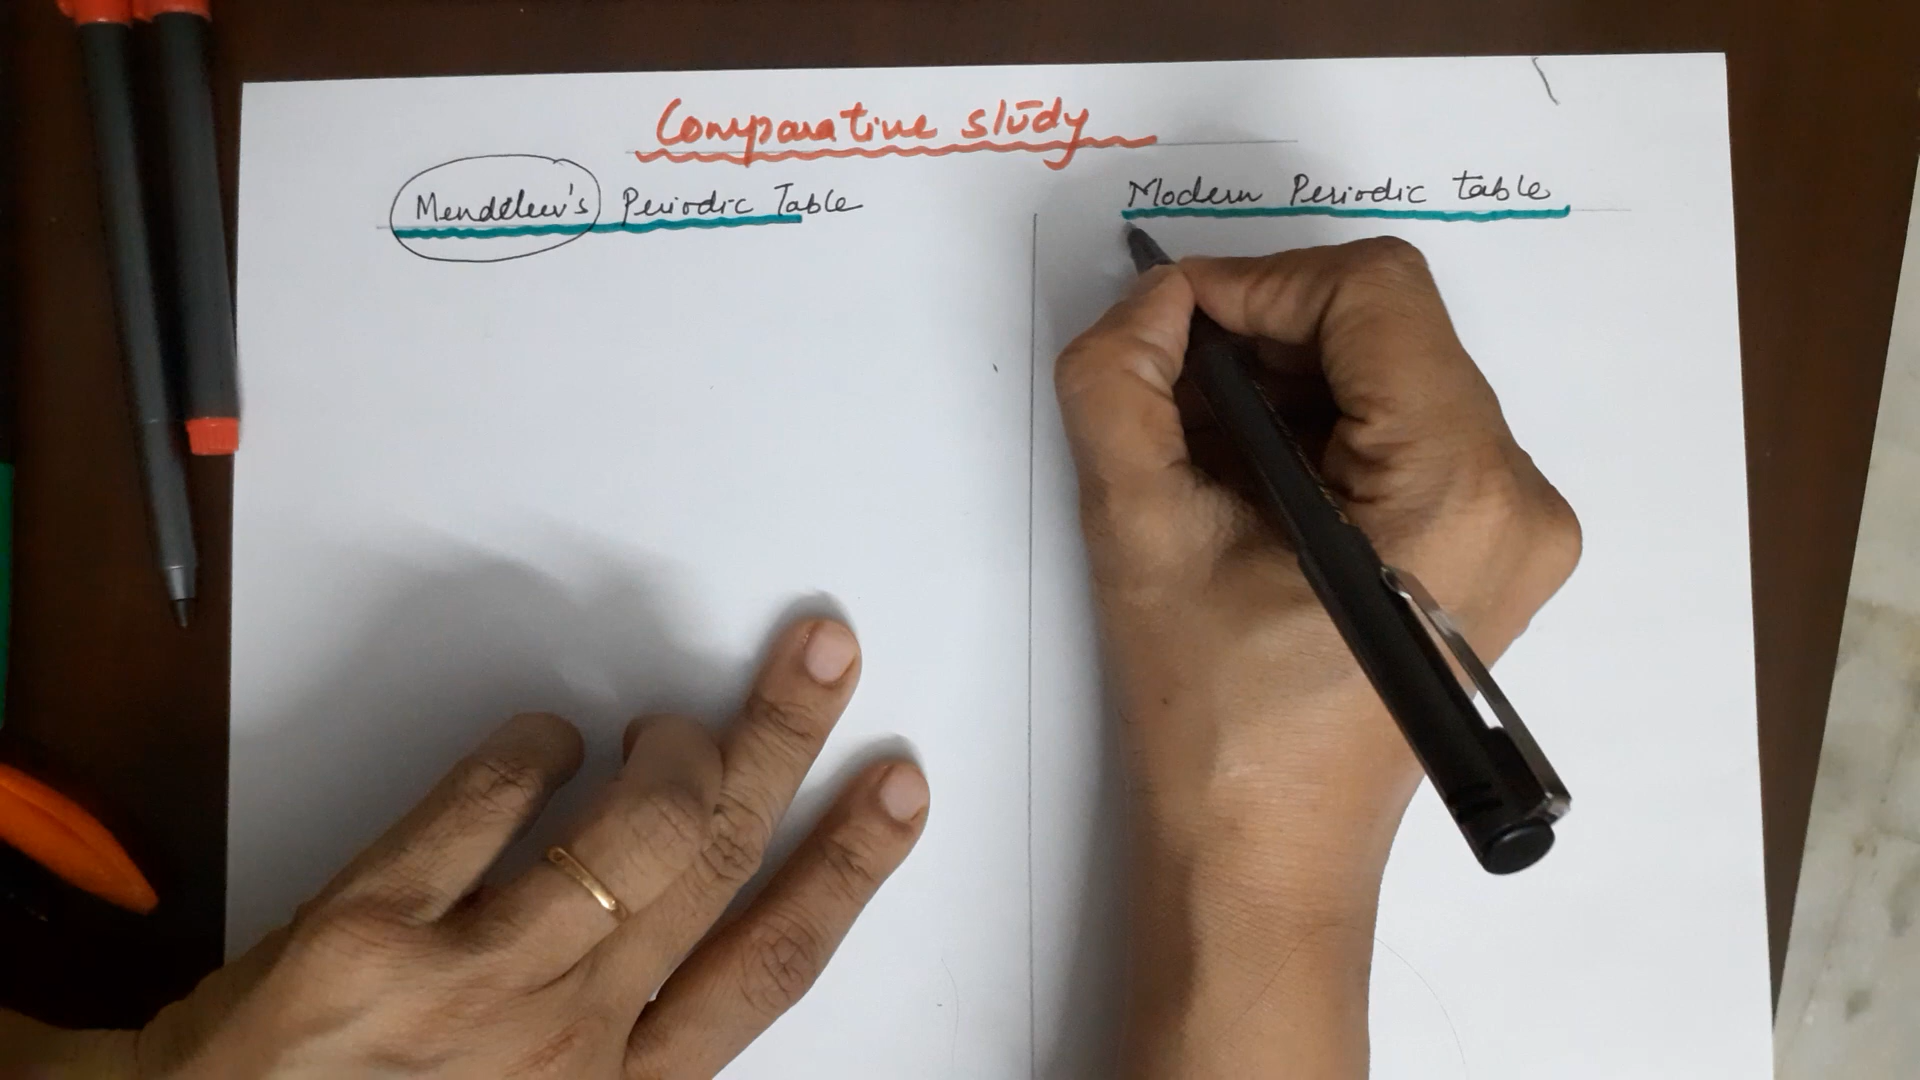 Comparative study
Mendeleev's Periodic Table
Modern Periodic table